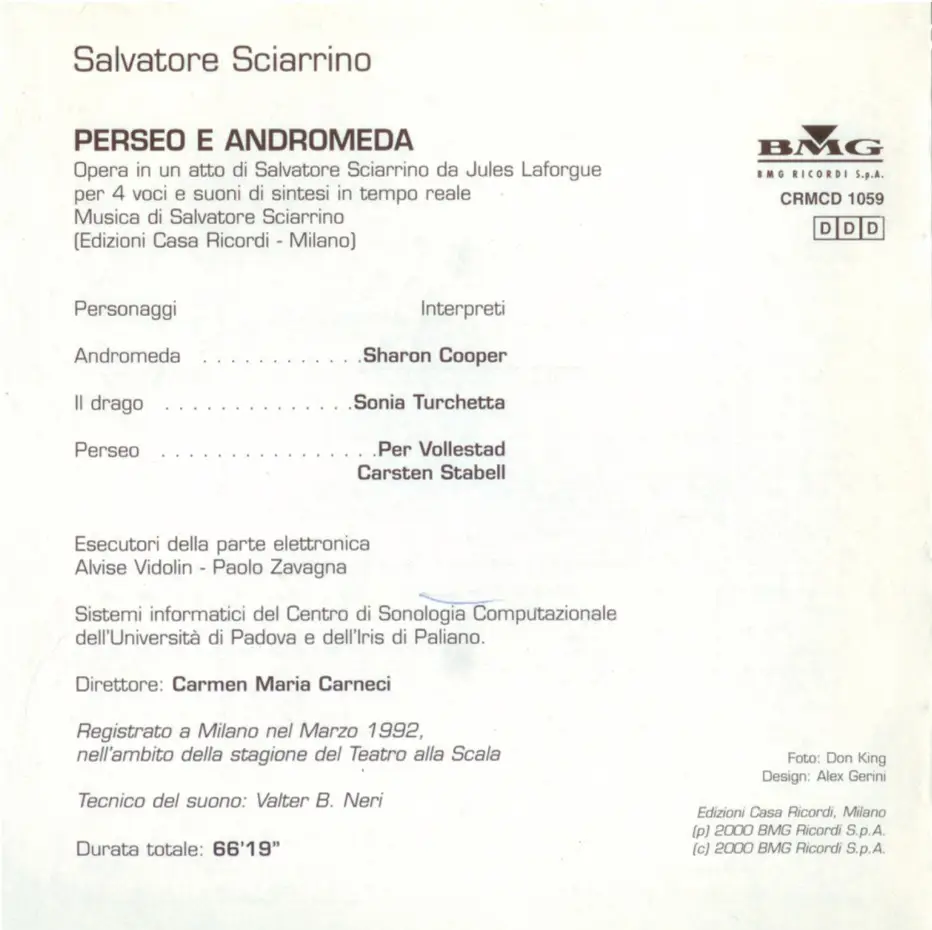 Salvatore Sciarrino
PERSEO E ANDROMEDA
Opera in un atto di Salvatore Sciarrino da Jules Laforgue
per 4 voci e suoni di sintesi in tempo reale
Musica di Salvatore Sciarrino
(Edizioni Casa Ricordi - Milano)
BMG
BMG RICORDI S.p.A.
CRMCD 1059
DDD
Personaggi Interpreti
Andromeda . . . . . . . . . . . .Sharon Cooper
Il drago . . . . . . . . . . . . . .Sonia Turchetta
Perseo . . . . . . . . . . . . . . . .Per Vollestad
Carsten Stabell
Esecutori della parte elettronica
Alvise Vidolin - Paolo Zavagna
Sistemi informatici del Centro di Sonologia Computazionale
dell'Università di Padova e dell'Iris di Paliano.
Direttore: Carmen Maria Carneci
Registrato a Milano nel Marzo 1992,
nell'ambito della stagione del Teatro alla Scala
Tecnico del suono: Valter B. Neri
Durata totale: 66'19"
Foto: Don King
Design: Alex Gerini
Edizioni Casa Ricordi, Milano
(p) 2000 BMG Ricordi S.p.A.
(c) 2000 BMG Ricordi S.p.A.